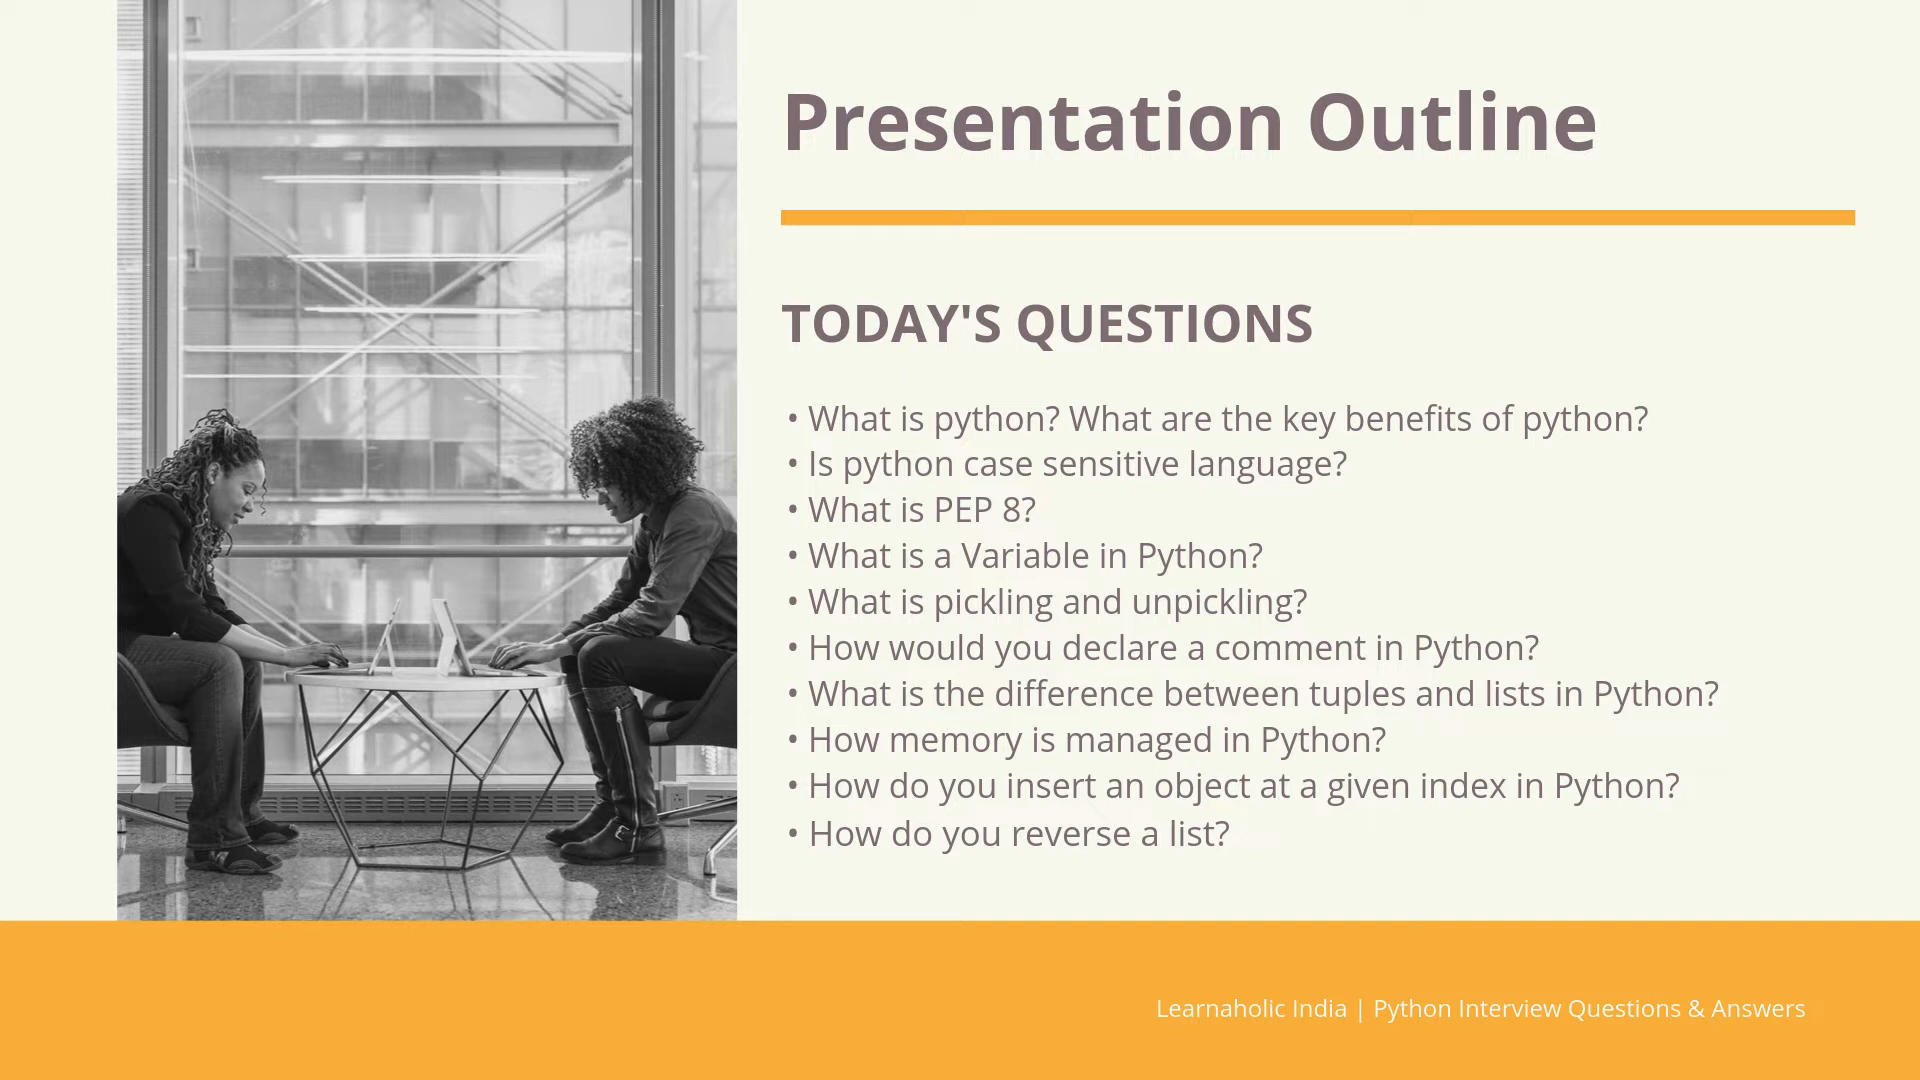 Presentation Outline
TODAY'S QUESTIONS
• What is python? What are the key benefits of python?
• Is python case sensitive language?
• What is PEP 8?
• What is a Variable in Python?
• What is pickling and unpickling?
• How would you declare a comment in Python?
• What is the difference between tuples and lists in Python?
• How memory is managed in Python?
• How do you insert an object at a given index in Python?
• How do you reverse a list?
Learnaholic India | Python Interview Questions & Answers